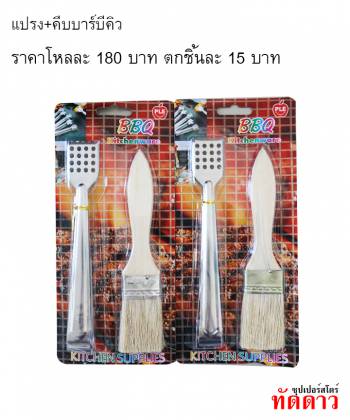 แปรง+คีบบาร์บีคิว
ราคาโหลละ 180 บาท ตกชิ้นละ 15 บาท
PLE
BBQ
Kitchenware
PLE
BBQ
Kitchenware
KITCHEN SUPPLIES
KITCHEN SUPPLIES
ซุปเปอร์สโตร์
ทัดดาว